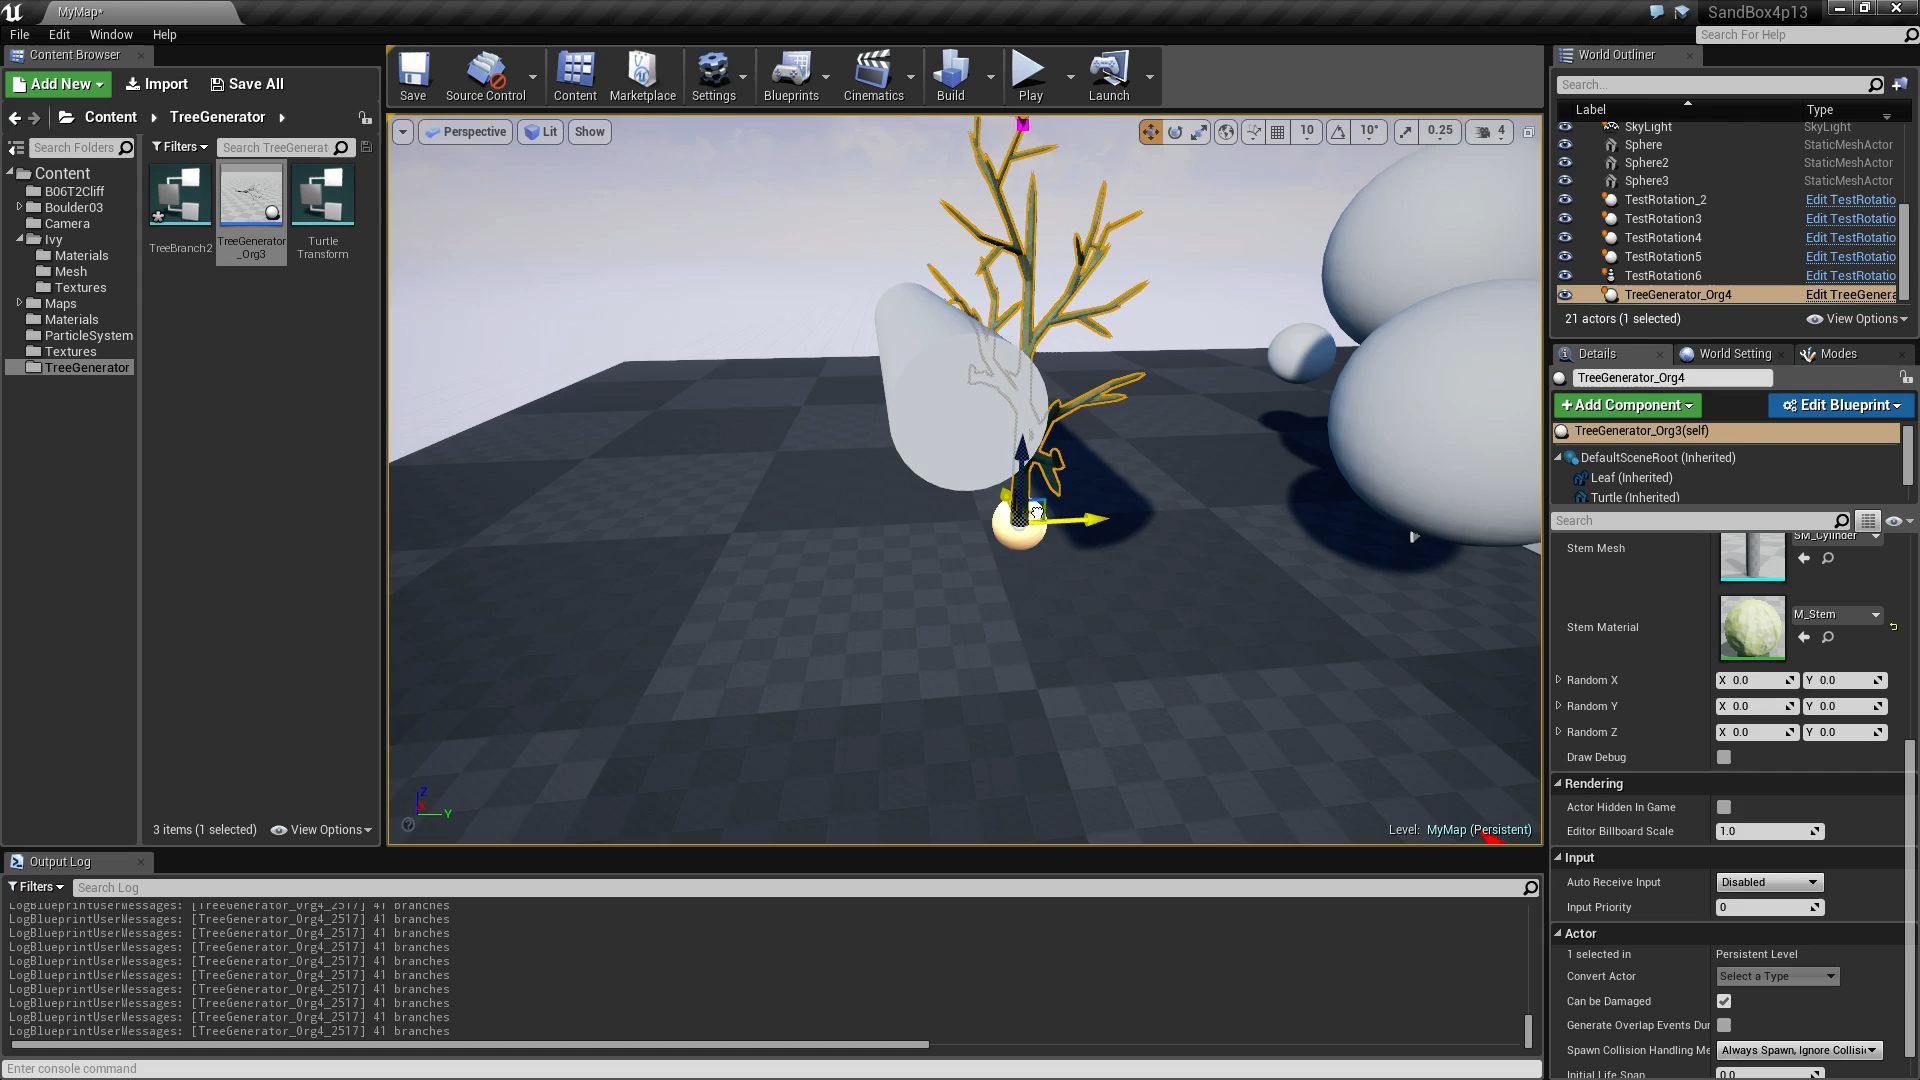 MyMap*
SandBox4p13
File Edit Window Help
Search For Help
Content Browser
Add New Import Save All
Content TreeGenerator
Search Folders
Filters Search TreeGenerat
Content
B06T2Cliff
Boulder03
Camera
Ivy
Materials
Mesh
Textures
Maps
Materials
ParticleSystem
Textures
TreeGenerator
TreeBranch2
TreeGenerator
_Org3
Turtle
Transform
3 items (1 selected) View Options
Save Source Control Content Marketplace Settings Blueprints Cinematics Build Play Launch
Perspective Lit Show
10 10° 0.25 4
Z
X
Y
Level: MyMap (Persistent)
World Outliner
Search...
Label Type
SkyLight SkyLight
Sphere StaticMeshActor
Sphere2 StaticMeshActor
Sphere3 StaticMeshActor
TestRotation_2 Edit TestRotatio
TestRotation3 Edit TestRotatio
TestRotation4 Edit TestRotatio
TestRotation5 Edit TestRotatio
TestRotation6 Edit TestRotatio
TreeGenerator_Org4 Edit TreeGenera
21 actors (1 selected) View Options
Details World Setting Modes
TreeGenerator_Org4
+Add Component Edit Blueprint
TreeGenerator_Org3(self)
DefaultSceneRoot (Inherited)
Leaf (Inherited)
Turtle (Inherited)
Search
Stem Mesh SM_Cylinder
Stem Material M_Stem
Random X X 0.0 Y 0.0
Random Y X 0.0 Y 0.0
Random Z X 0.0 Y 0.0
Draw Debug
Rendering
Actor Hidden In Game
Editor Billboard Scale 1.0
Input
Auto Receive Input Disabled
Input Priority 0
Actor
1 selected in Persistent Level
Convert Actor Select a Type
Can be Damaged
Generate Overlap Events Dur
Spawn Collision Handling Me Always Spawn, Ignore Collisi
Initial Life Span 0.0
Output Log
Filters Search Log
LogBlueprintUserMessages: [TreeGenerator_Org4_2517] 41 branches
LogBlueprintUserMessages: [TreeGenerator_Org4_2517] 41 branches
LogBlueprintUserMessages: [TreeGenerator_Org4_2517] 41 branches
LogBlueprintUserMessages: [TreeGenerator_Org4_2517] 41 branches
LogBlueprintUserMessages: [TreeGenerator_Org4_2517] 41 branches
LogBlueprintUserMessages: [TreeGenerator_Org4_2517] 41 branches
LogBlueprintUserMessages: [TreeGenerator_Org4_2517] 41 branches
LogBlueprintUserMessages: [TreeGenerator_Org4_2517] 41 branches
LogBlueprintUserMessages: [TreeGenerator_Org4_2517] 41 branches
LogBlueprintUserMessages: [TreeGenerator_Org4_2517] 41 branches
Enter console command